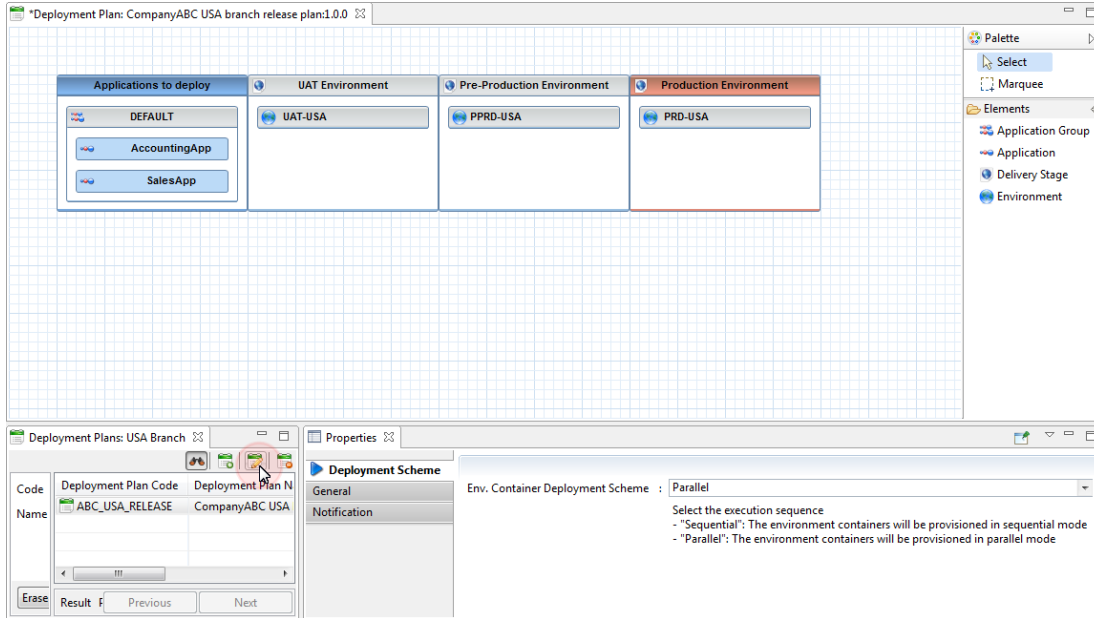 *Deployment Plan: CompanyABC USA branch release plan:1.0.0
Palette
Select
Marquee
Elements
Application Group
Application
Delivery Stage
Environment
Applications to deploy
UAT Environment
Pre-Production Environment
Production Environment
DEFAULT
UAT-USA
PPRD-USA
PRD-USA
AccountingApp
SalesApp
Deployment Plans: USA Branch
Code
Name
Deployment Plan Code
Deployment Plan N
ABC_USA_RELEASE
CompanyABC USA
Erase
Result
Previous
Next
Properties
Deployment Scheme
General
Notification
Env. Container Deployment Scheme : Parallel
Select the execution sequence
- "Sequential": The environment containers will be provisioned in sequential mode
- "Parallel": The environment containers will be provisioned in parallel mode